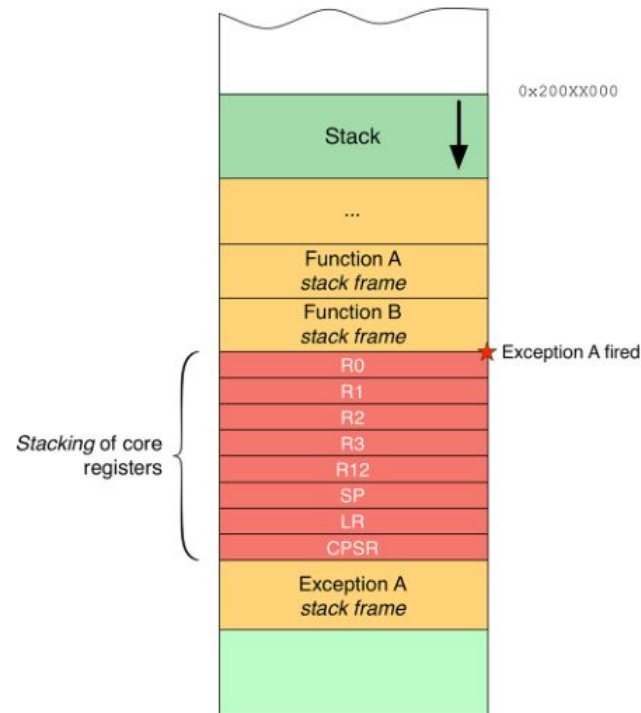 0x200XX000
Stack
...
Function A
stack frame
Function B
stack frame
Exception A fired
R0
R1
R2
R3
R12
SP
LR
CPSR
Stacking of core
registers
Exception A
stack frame